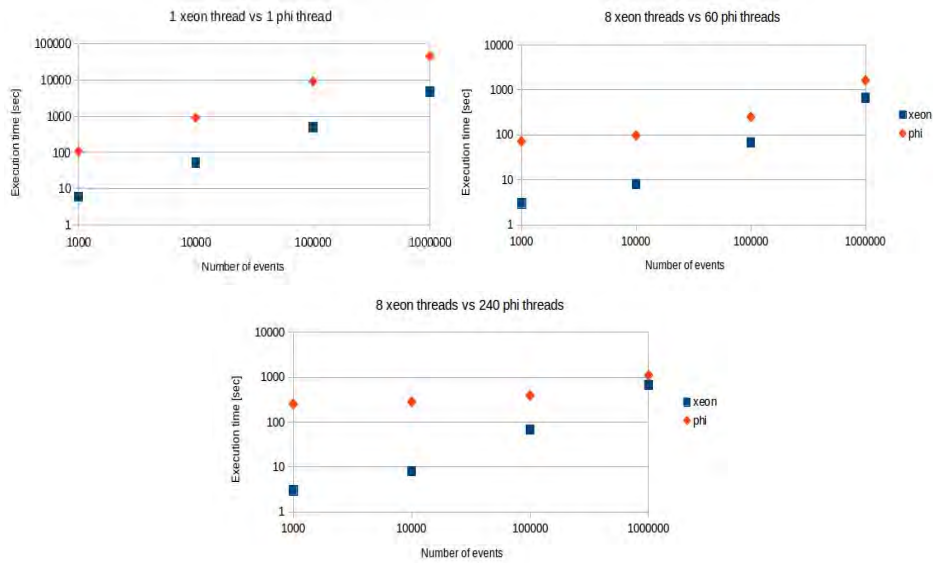 1 xeon thread vs 1 phi thread
Execution time [sec]
100000
10000
1000
100
10
1
1000 10000 100000 1000000
Number of events
8 xeon threads vs 60 phi threads
Execution time [sec]
10000
1000
100
10
1
1000 10000 100000 1000000
Number of events
xeon
phi
8 xeon threads vs 240 phi threads
Execution time [sec]
10000
1000
100
10
1
1000 10000 100000 1000000
Number of events
xeon
phi